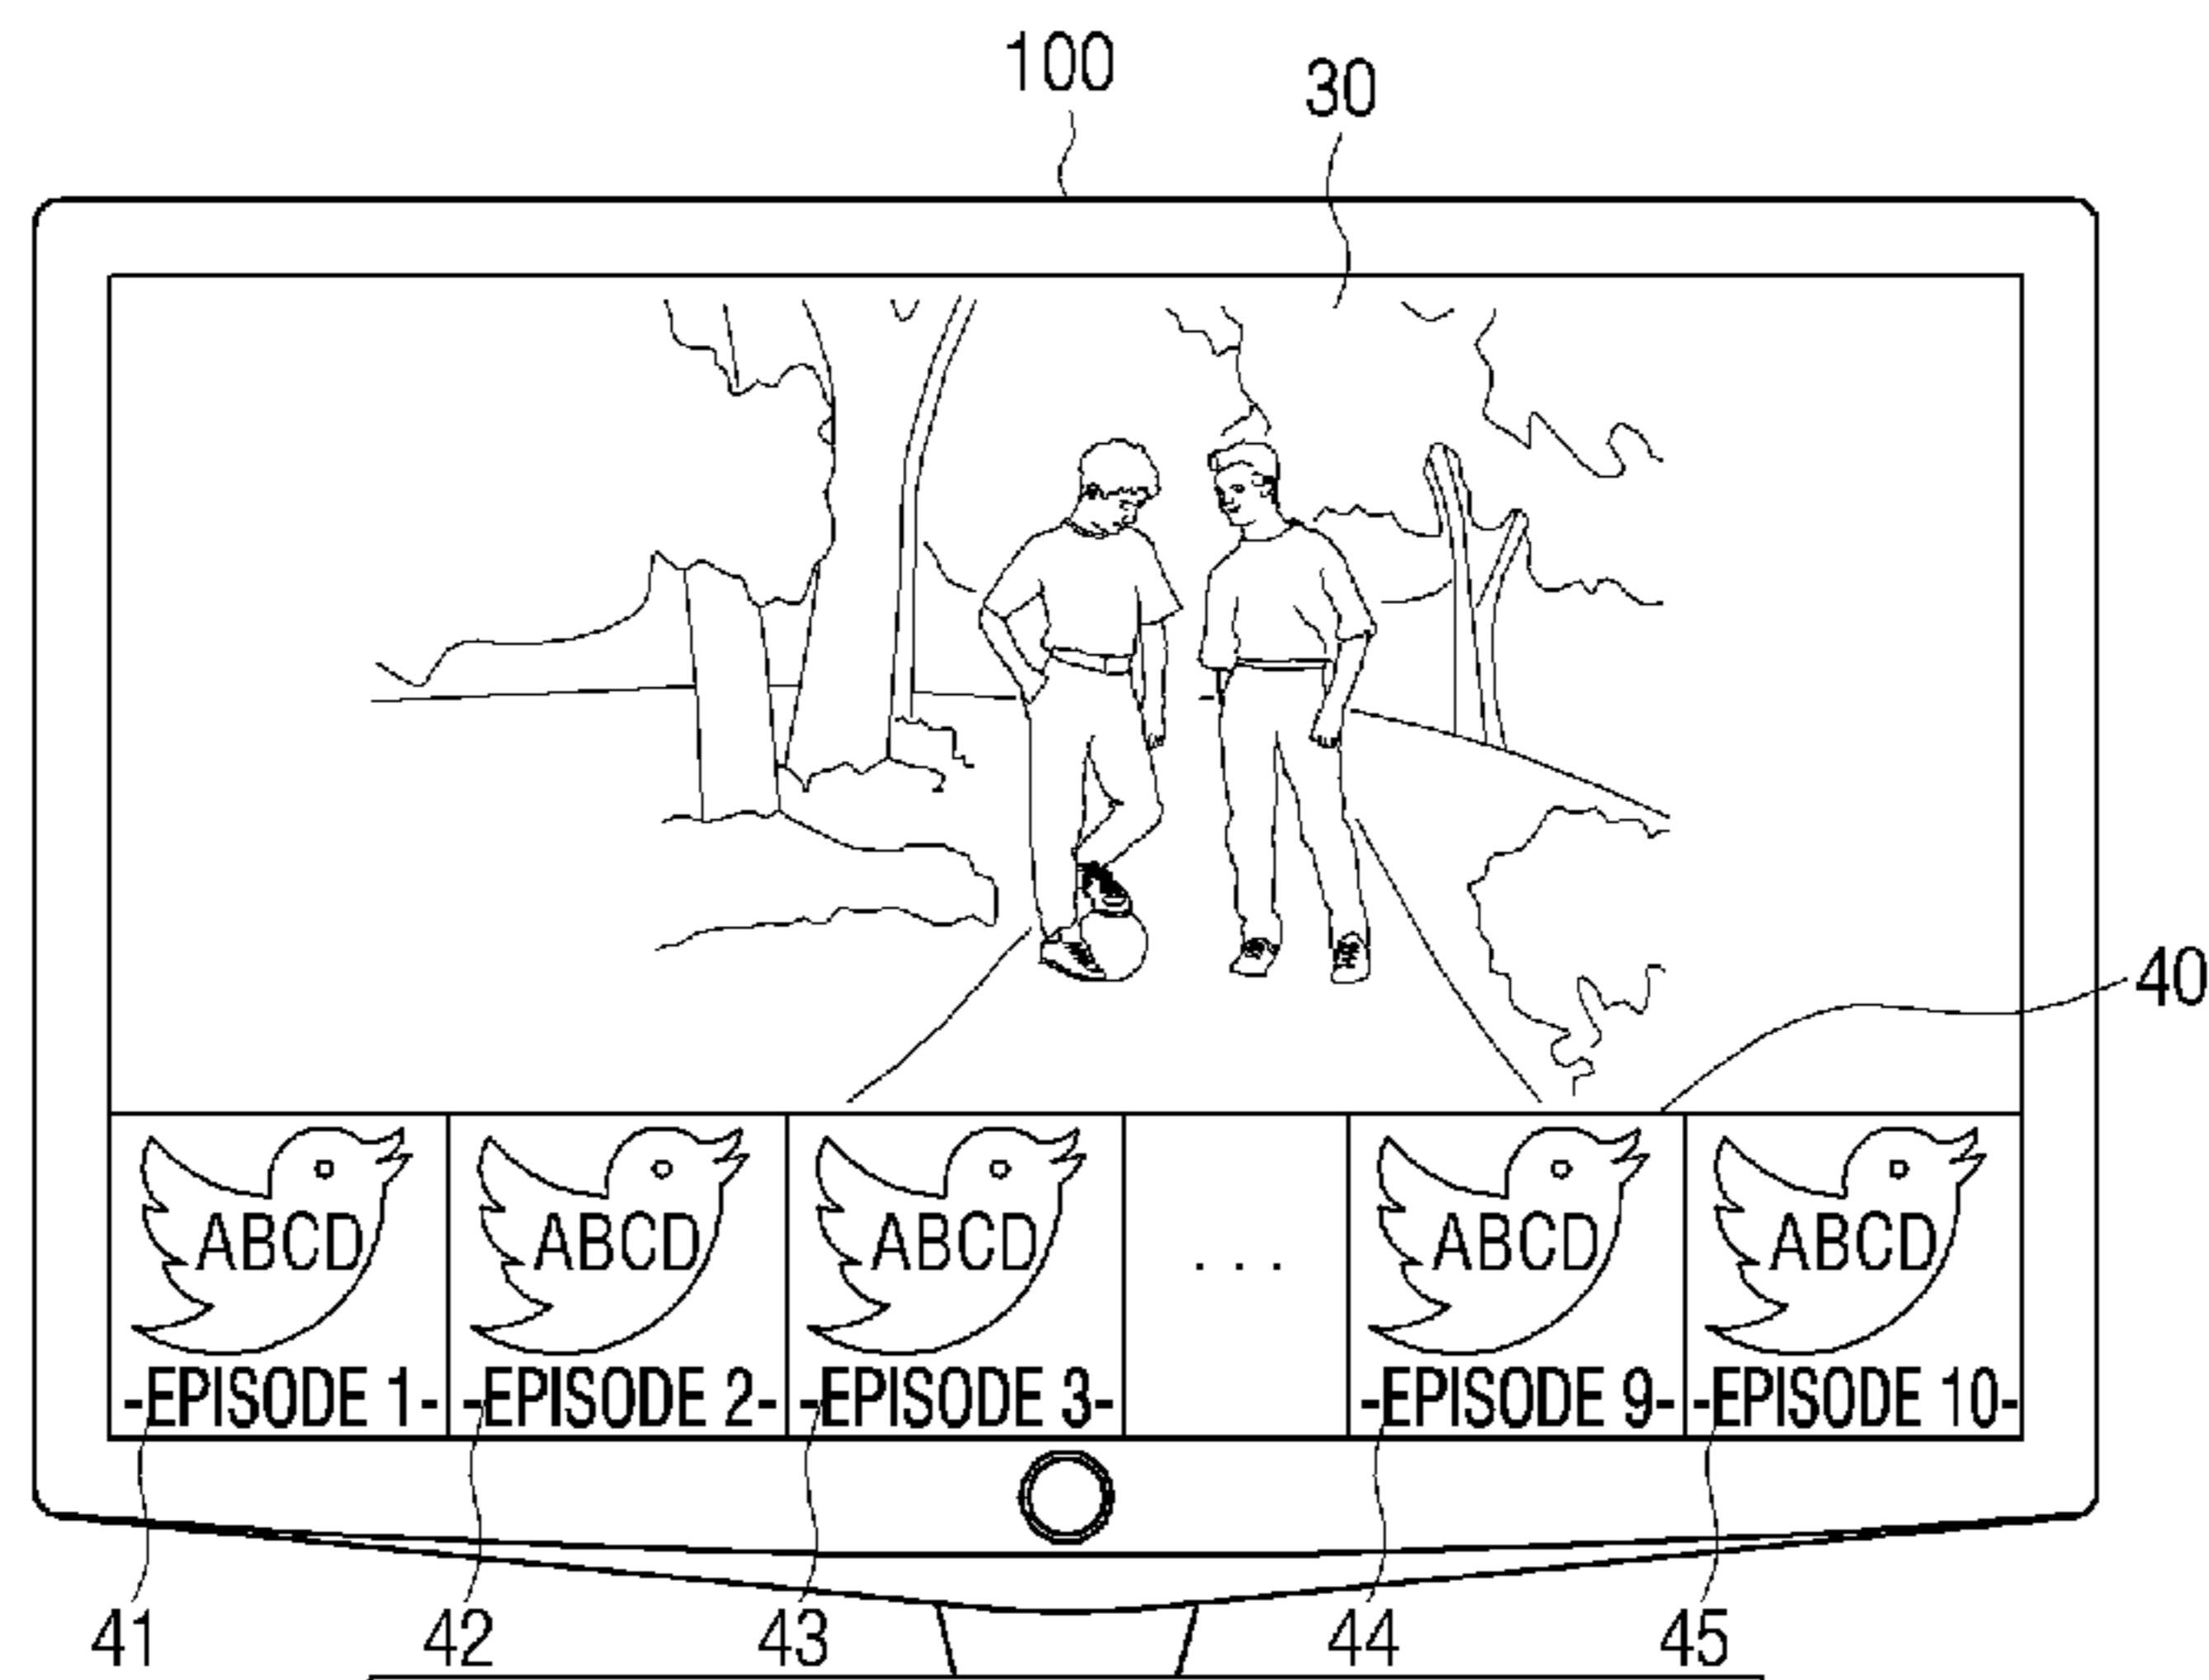 100
30
40
ABCD ABCD ABCD . . . ABCD ABCD
-EPISODE 1- -EPISODE 2- -EPISODE 3- -EPISODE 9- -EPISODE 10-
41 42 43 44 45